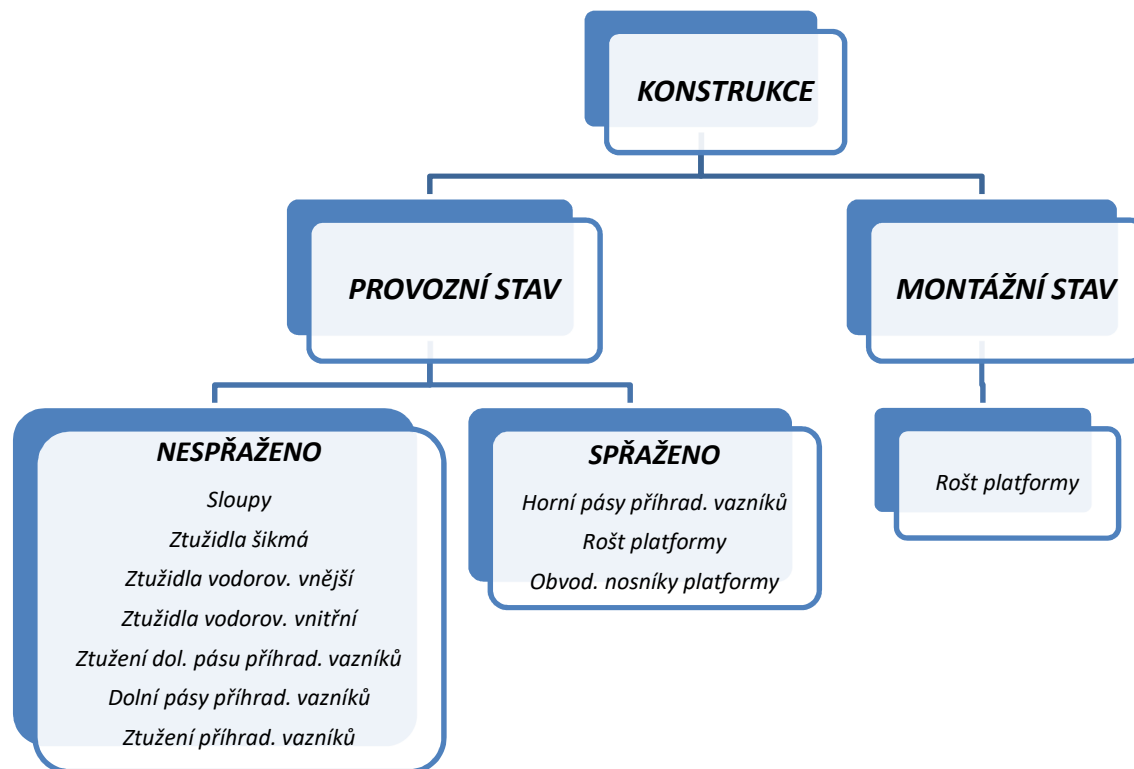 KONSTRUKCE
PROVOZNÍ STAV
MONTÁŽNÍ STAV
NESPŘAŽENO
Sloupy
Ztužidla šikmá
Ztužidla vodorov. vnější
Ztužidla vodorov. vnitřní
Ztužení dol. pásu příhrad. vazníků
Dolní pásy příhrad. vazníků
Ztužení příhrad. vazníků
SPŘAŽENO
Horní pásy příhrad. vazníků
Rošt platformy
Obvod. nosníky platformy
Rošt platformy